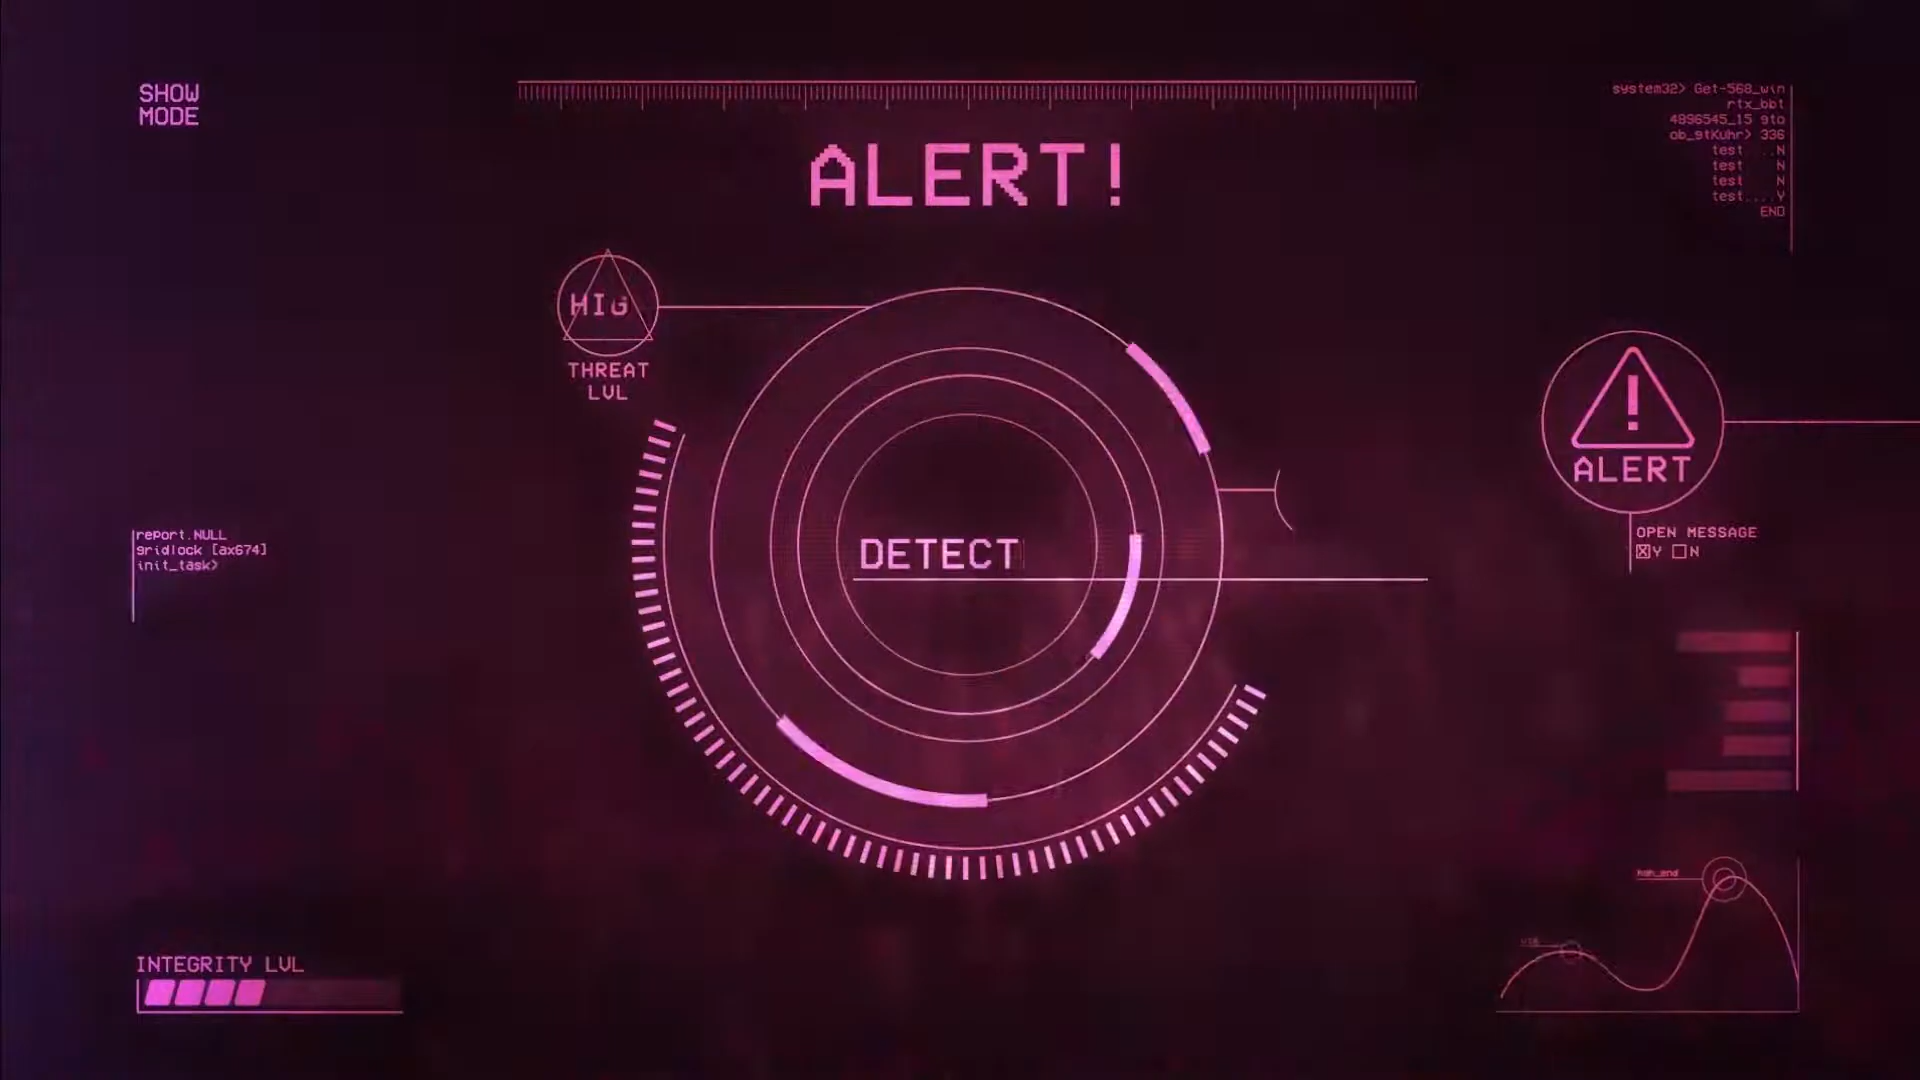 SHOW
MODE
ALERT!
system32> Get-568_win
rtx_bbt
4896545_15 gto
ab_gtKuhr> 336
test ..N
test N
test N
test....Y
END
HIG
THREAT
LVL
ALERT
OPEN MESSAGE
Y N
report.NULL
gridlock [ax674]
init_task>
DETECT
INTEGRITY LVL